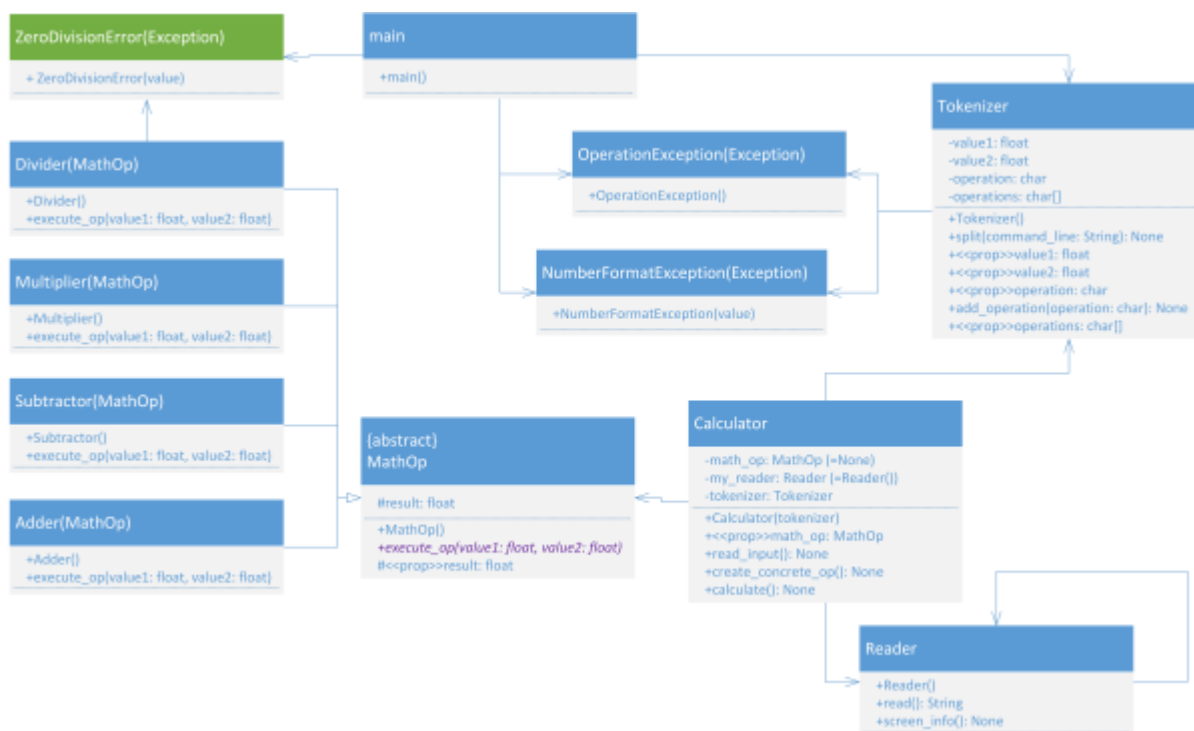 ZeroDivisionError(Exception)
+ ZeroDivisionError(value)
main
+main()
Tokenizer
-value1: float
-value2: float
-operation: char
-operations: char[]
+Tokenizer()
+split(command_line: String): None
+<<prop>>value1: float
+<<prop>>value2: float
+<<prop>>operation: char
+add_operation(operation: char): None
+<<prop>>operations: char[]
OperationException(Exception)
+OperationException()
NumberFormatException(Exception)
+NumberFormatException(value)
Divider(MathOp)
+Divider()
+execute_op(value1: float, value2: float)
Multiplier(MathOp)
+Multiplier()
+execute_op(value1: float, value2: float)
Subtractor(MathOp)
+Subtractor()
+execute_op(value1: float, value2: float)
Adder(MathOp)
+Adder()
+execute_op(value1: float, value2: float)
{abstract}
MathOp
#result: float
+MathOp()
+execute_op(value1: float, value2: float)
#<<prop>>result: float
Calculator
-math_op: MathOp (=None)
-my_reader: Reader (=Reader())
-tokenizer: Tokenizer
+Calculator(tokenizer)
+<<prop>>math_op: MathOp
+read_input(): None
+create_concrete_op(): None
+calculate(): None
Reader
+Reader()
+read(): String
+screen_info(): None